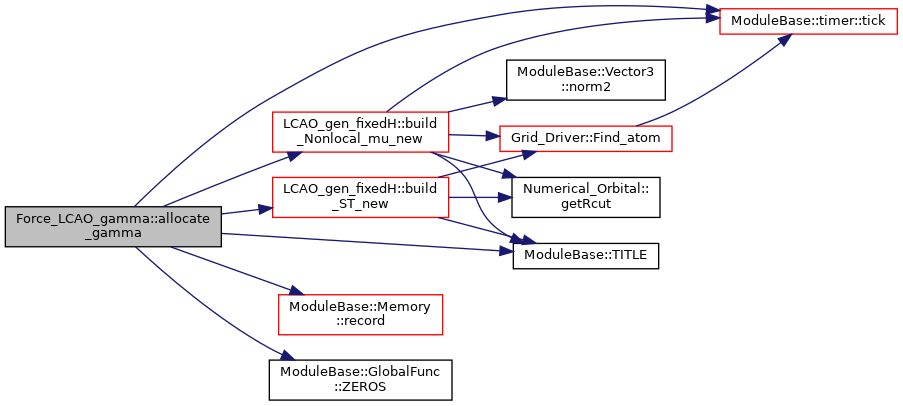 ModuleBase::timer::tick
ModuleBase::Vector3
::norm2
LCAO_gen_fixedH::build
_Nonlocal_mu_new
Grid_Driver::Find_atom
LCAO_gen_fixedH::build
_ST_new
Numerical_Orbital::
getRcut
Force_LCAO_gamma::allocate
_gamma
ModuleBase::TITLE
ModuleBase::Memory
::record
ModuleBase::GlobalFunc
::ZEROS